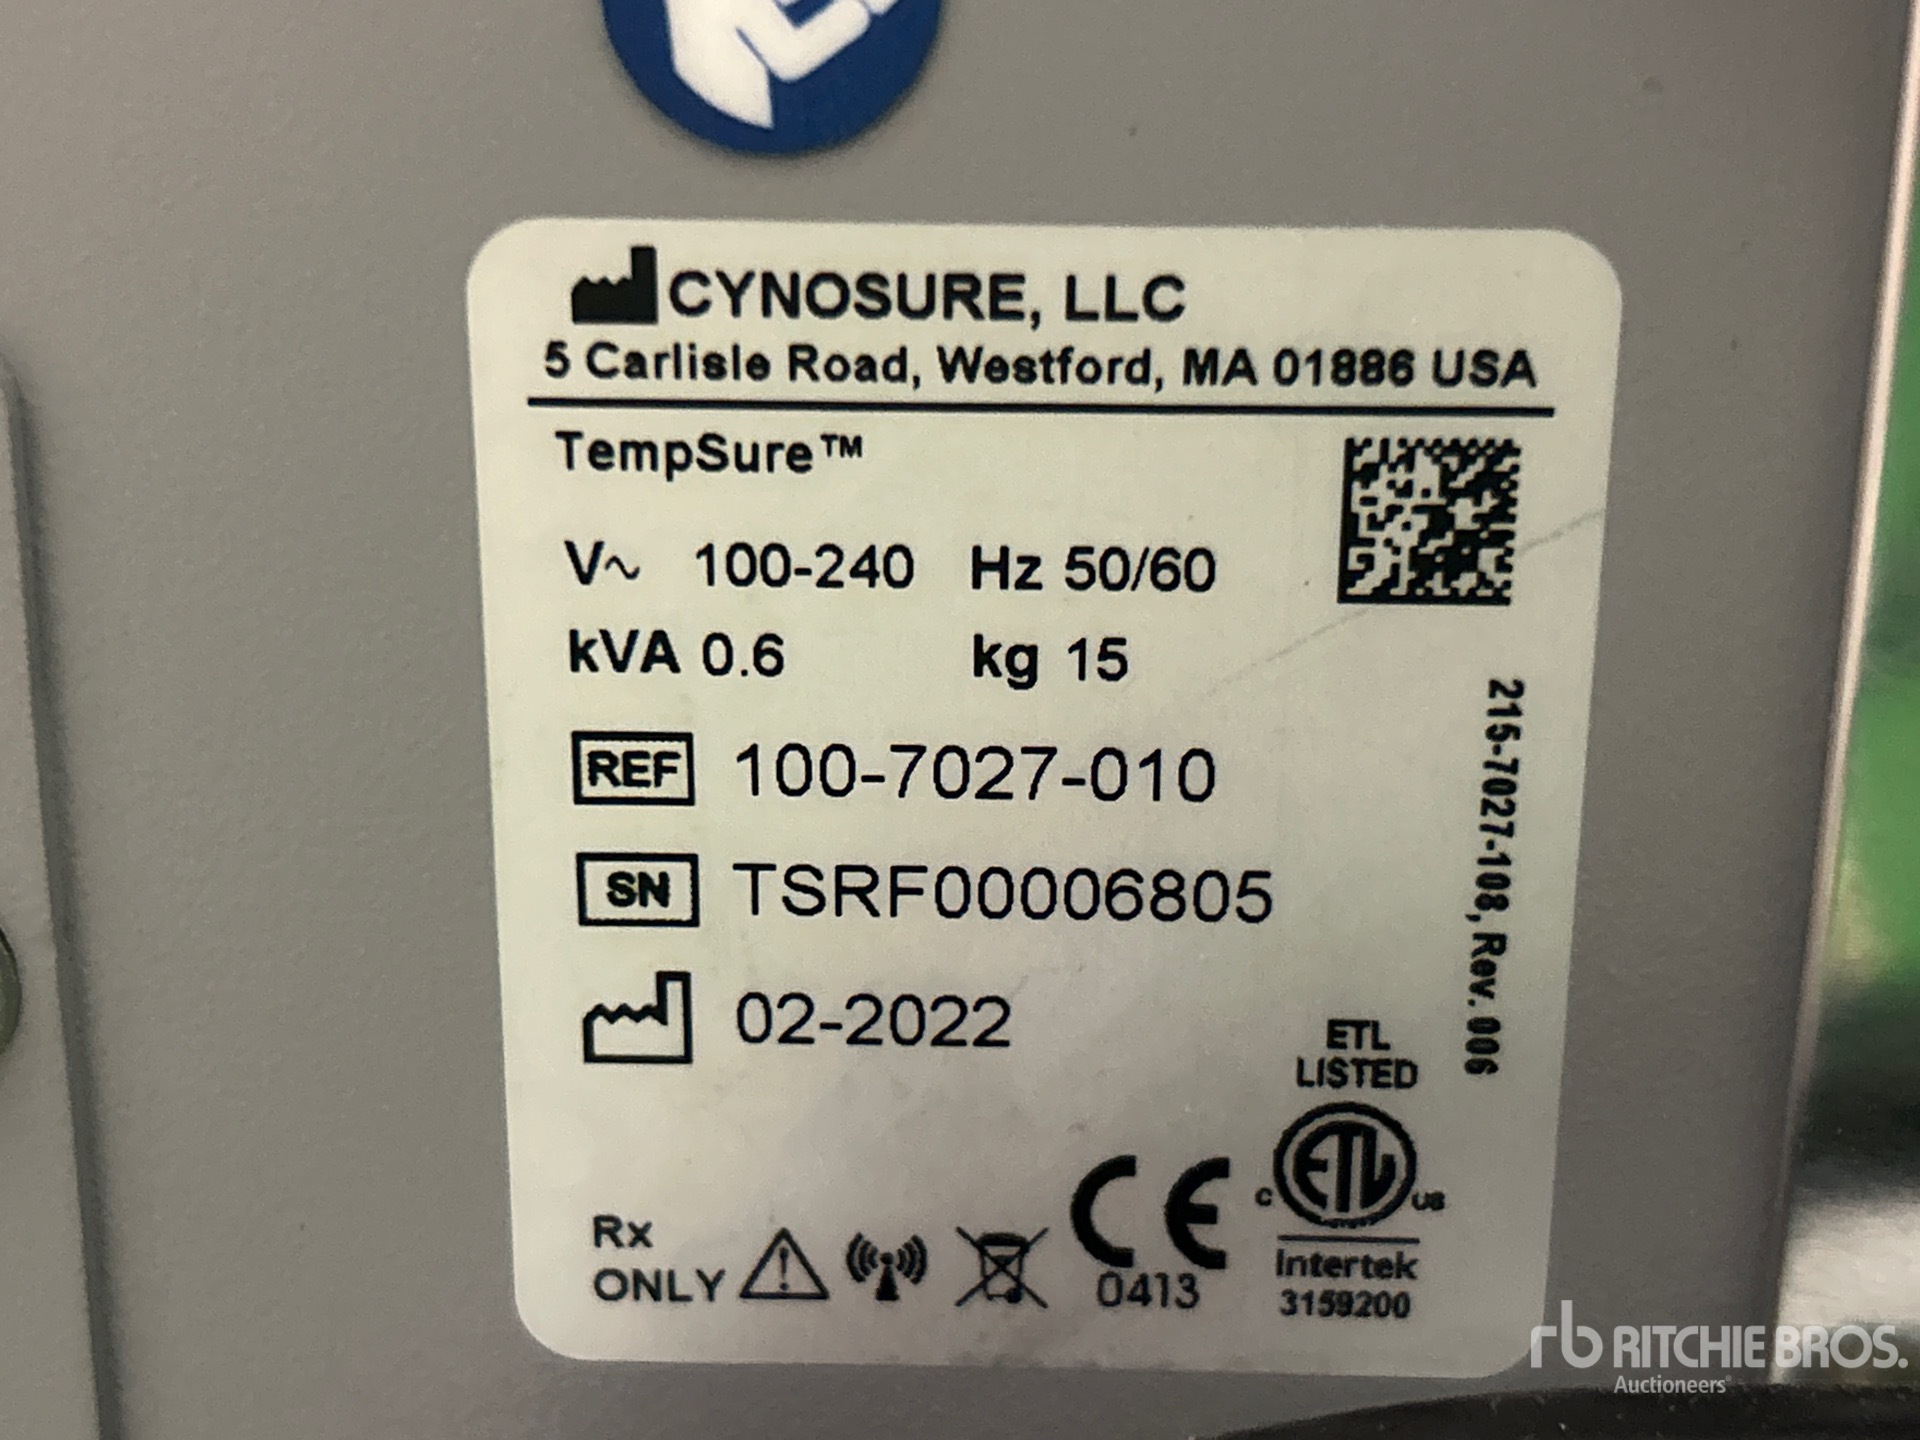 CYNOSURE, LLC
5 Carlisle Road, Westford, MA 01886 USA
TempSure™
V~ 100-240 Hz 50/60
kVA 0.6 kg 15
REF 100-7027-010
SN TSRF00006805
02-2022
215-7027-108, Rev. 006
ETL
LISTED
ETL
C US
Intertek
3159200
CE
0413
Rx
ONLY
rb RITCHIE BROS.
Auctioneers